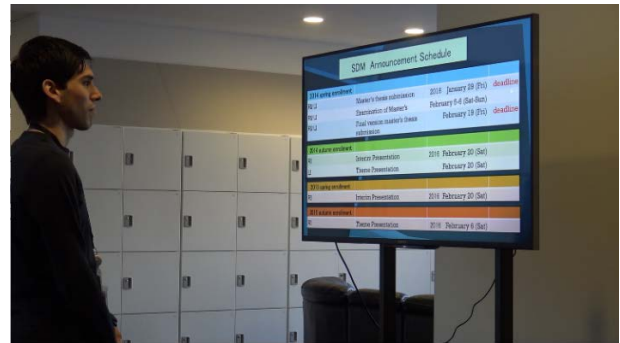 SDM Announcement Schedule
2014 spring enrollment
Master's thesis submission 2016 January 29 (Fri) deadline
Examination of Master's February 5-6 (Sat-Sun)
Final version master's thesis submission February 19 (Fri) deadline
2014 autumn enrollment
Interim Presentation 2016 February 20 (Sat)
Theme Presentation February 20 (Sat)
spring enrollment
Interim Presentation 2016 February 20 (Sat)
autumn enrollment
Theme Presentation 2016 February 6 (Sat)